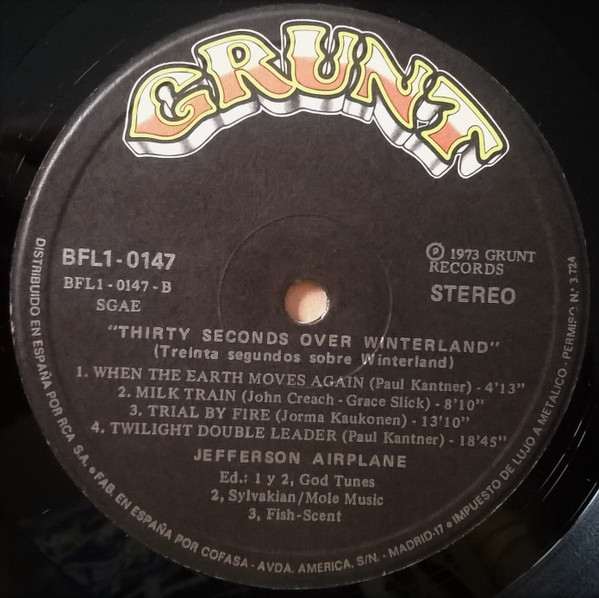 GRUNT
BFL1-0147
BFL1-0147-B
SGAE
℗ 1973 GRUNT
RECORDS
STEREO
"THIRTY SECONDS OVER WINTERLAND"
(Treinta segundos sobre Winterland)
1. WHEN THE EARTH MOVES AGAIN (Paul Kantner) - 4'13"
2. MILK TRAIN (John Creach - Grace Slick) - 8'10"
3. TRIAL BY FIRE (Jorma Kaukonen) - 13'10"
4. TWILIGHT DOUBLE LEADER (Paul Kantner) - 18'45"
JEFFERSON AIRPLANE
Ed.: 1 y 2, God Tunes
2, Sylvakian/Mole Music
3, Fish-Scent
DISTRIBUIDO EN ESPAÑA POR RCA S.A. • FAB. EN ESPAÑA POR COFASA - AVDA. AMERICA, S/N. - MADRID-17 • IMPUESTO DE LUJO A METALICO - PERMISO N.º 3.724